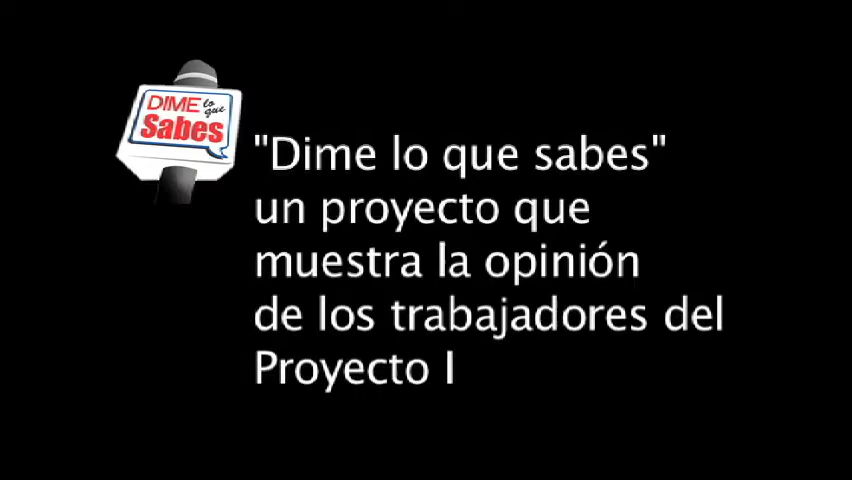 DIME lo que
Sabes
"Dime lo que sabes"
un proyecto que
muestra la opinión
de los trabajadores del
Proyecto I